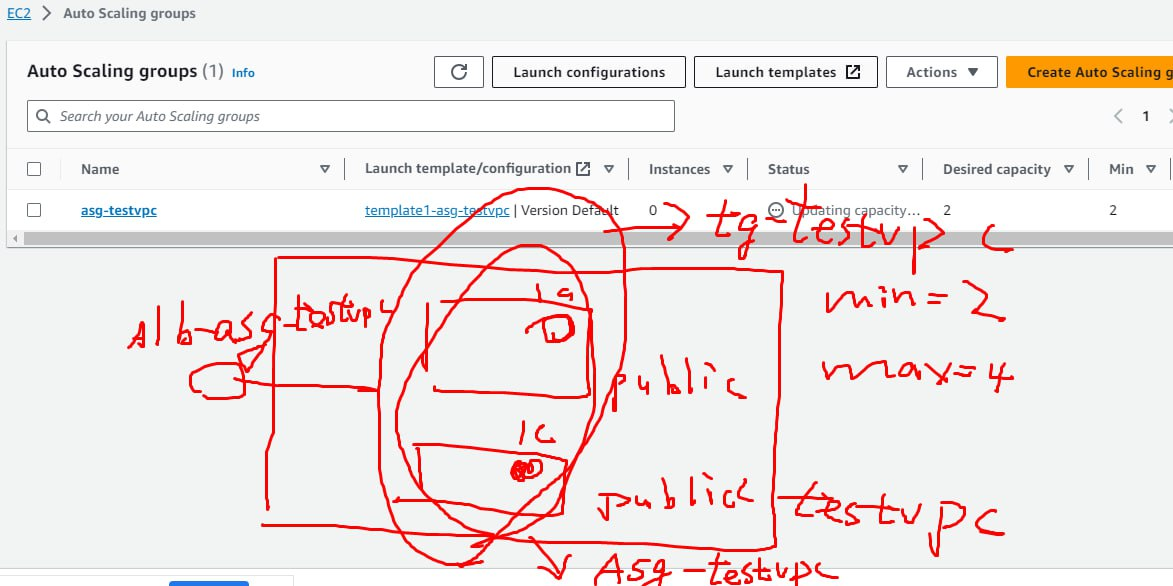 EC2 > Auto Scaling groups
Auto Scaling groups (1) Info
Launch configurations
Launch templates
Actions
Create Auto Scaling g
Search your Auto Scaling groups
1
Name
Launch template/configuration
Instances
Status
Desired capacity
Min
asg-testvpc
template1-asg-testvpc | Version Default
0
Updating capacity...
2
2
tg-testvpc
min=2
max=4
Alb-asg-testvpc
1a
public
1c
public
testvpc
Asg-testvpc